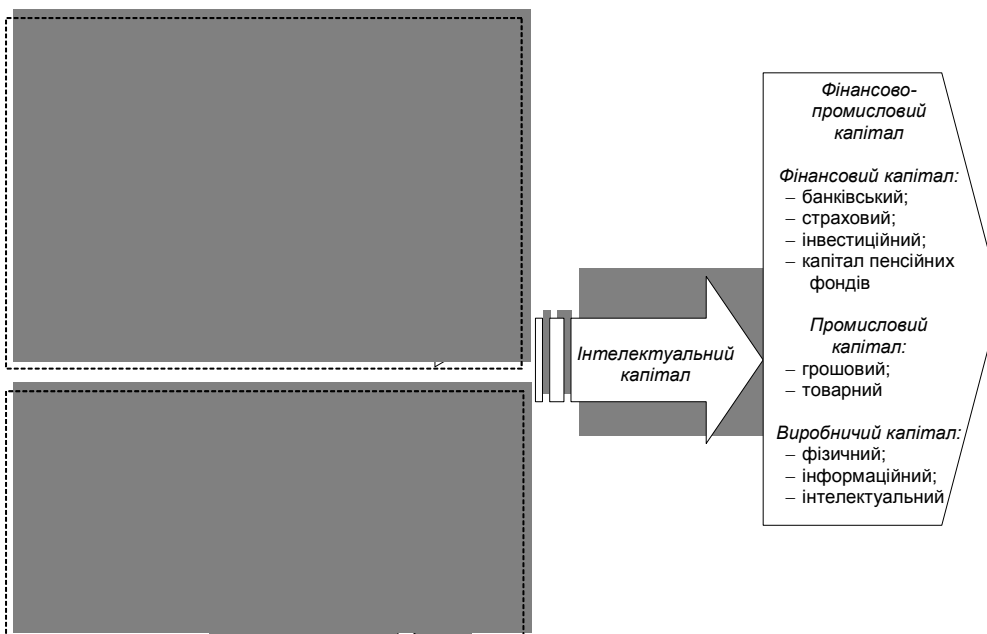 Фінансово-
промисловий
капітал
Фінансовий капітал:
– банківський;
– страховий;
– інвестиційний;
– капітал пенсійних
фондів
Інтелектуальний
капітал
Промисловий
капітал:
– грошовий;
– товарний
Виробничий капітал:
– фізичний;
– інформаційний;
– інтелектуальний